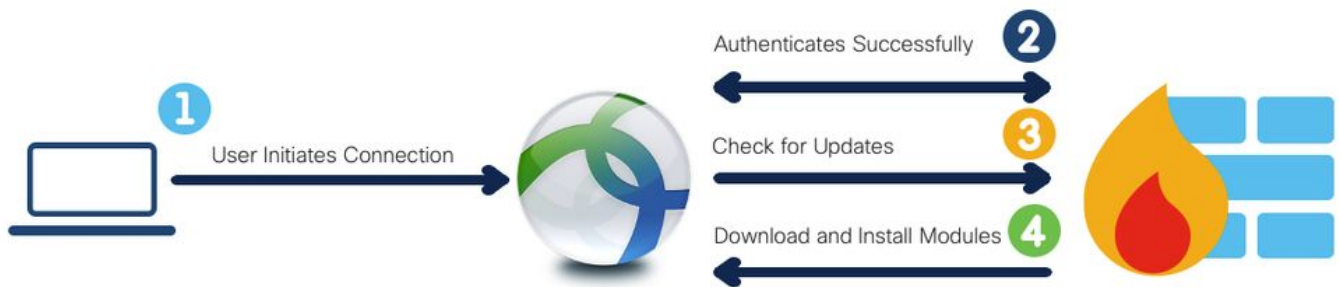 1
User Initiates Connection
Authenticates Successfully 2
Check for Updates 3
Download and Install Modules 4